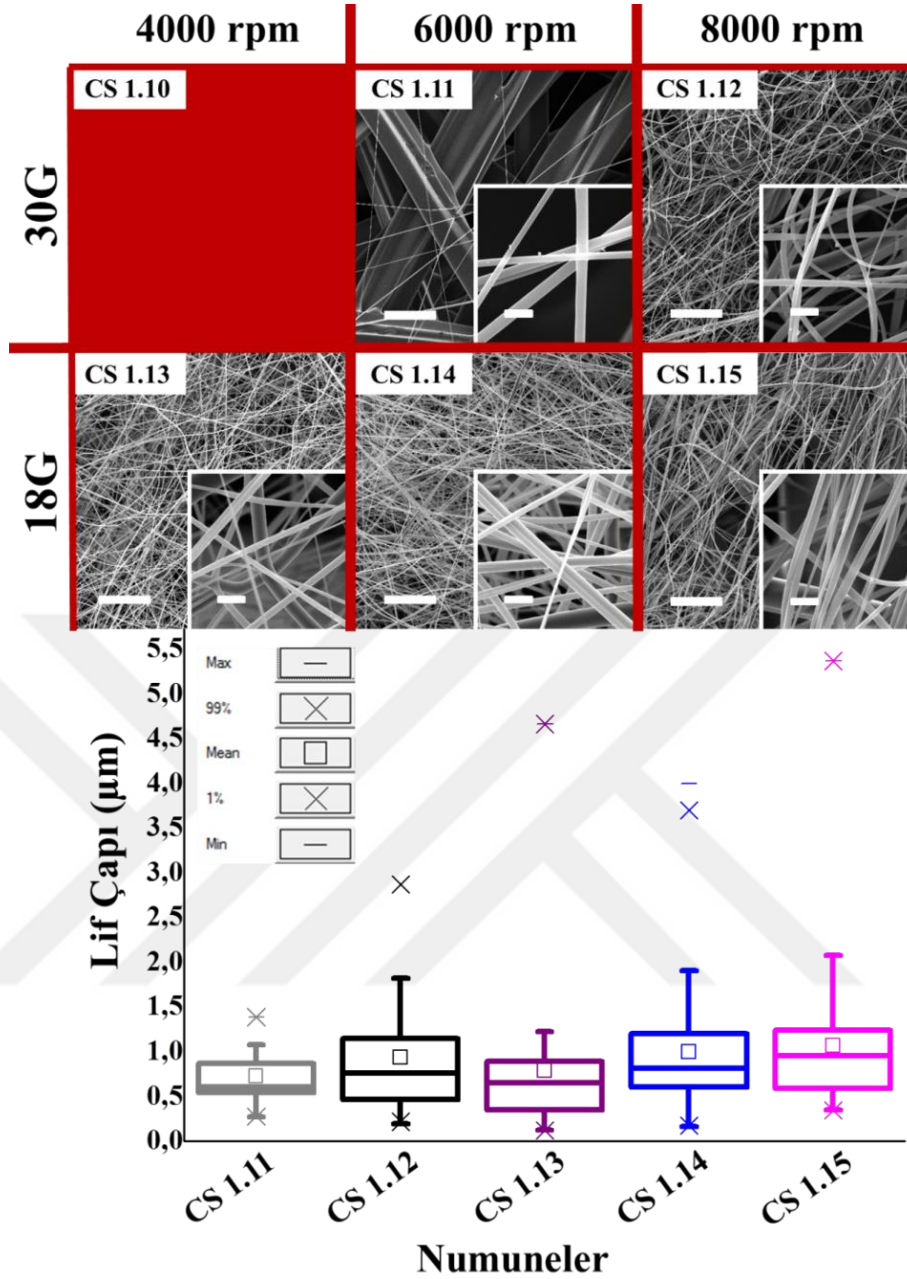 4000 rpm 6000 rpm 8000 rpm
30G
CS 1.10 CS 1.11 CS 1.12
18G
CS 1.13 CS 1.14 CS 1.15
Lif Çapı (µm)
5,5
5,0
4,5
4,0
3,5
3,0
2,5
2,0
1,5
1,0
0,5
0,0
Max
99%
Mean
1%
Min
CS 1.11 CS 1.12 CS 1.13 CS 1.14 CS 1.15
Numuneler